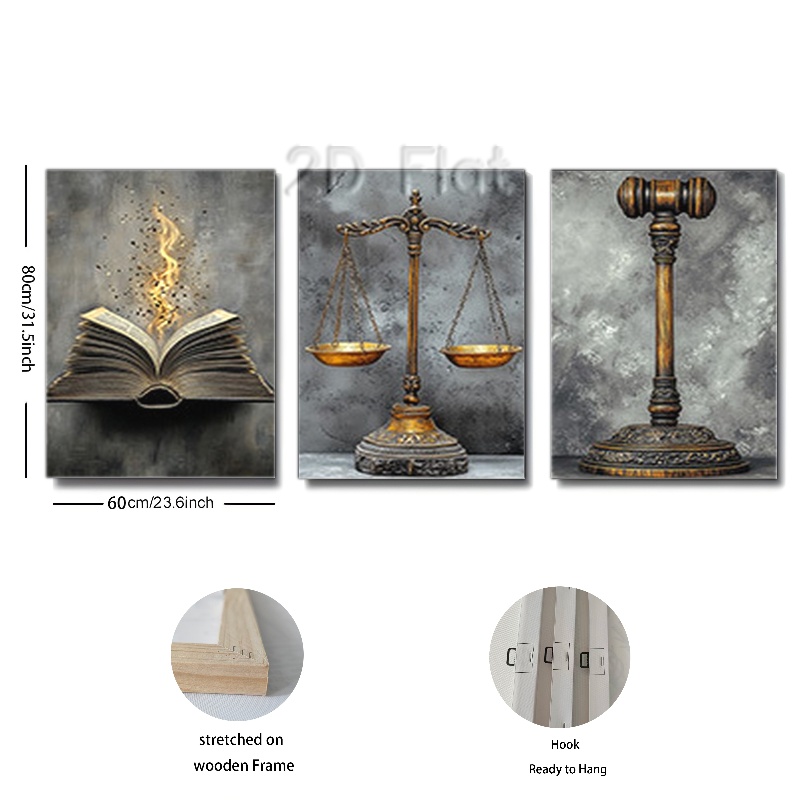 2D Flat
80cm/31.5inch
60cm/23.6inch
stretched on
wooden Frame
Hook
Ready to Hang